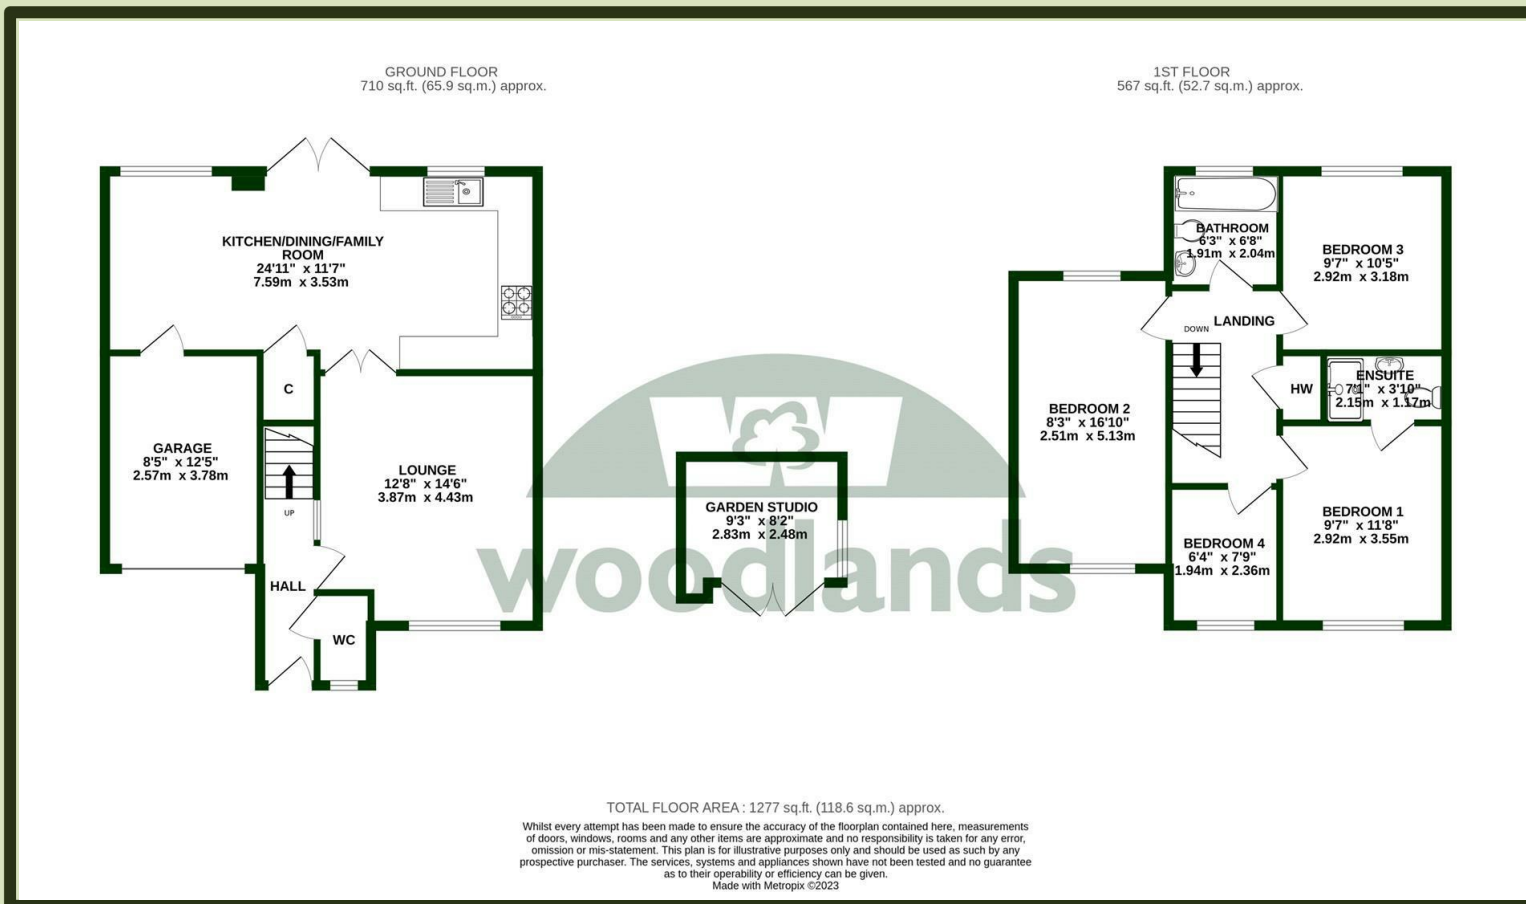 GROUND FLOOR
710 sq.ft. (65.9 sq.m.) approx.
1ST FLOOR
567 sq.ft. (52.7 sq.m.) approx.
KITCHEN/DINING/FAMILY
ROOM
24'11" x 11'7"
7.59m x 3.53m
C
GARAGE
8'5" x 12'5"
2.57m x 3.78m
UP
LOUNGE
12'8" x 14'6"
3.87m x 4.43m
HALL
WC
GARDEN STUDIO
9'3" x 8'2"
2.83m x 2.48m
woodlands
BATHROOM
6'3" x 6'8"
1.91m x 2.04m
BEDROOM 3
9'7" x 10'5"
2.92m x 3.18m
DOWN
LANDING
HW
ENSUITE
7'1" x 3'10"
2.15m x 1.17m
BEDROOM 2
8'3" x 16'10"
2.51m x 5.13m
BEDROOM 1
9'7" x 11'8"
2.92m x 3.55m
BEDROOM 4
6'4" x 7'9"
1.94m x 2.36m
TOTAL FLOOR AREA : 1277 sq.ft. (118.6 sq.m.) approx.
Whilst every attempt has been made to ensure the accuracy of the floorplan contained here, measurements
of doors, windows, rooms and any other items are approximate and no responsibility is taken for any error,
omission or mis-statement. This plan is for illustrative purposes only and should be used as such by any
prospective purchaser. The services, systems and appliances shown have not been tested and no guarantee
as to their operability or efficiency can be given.
Made with Metropix ©2023